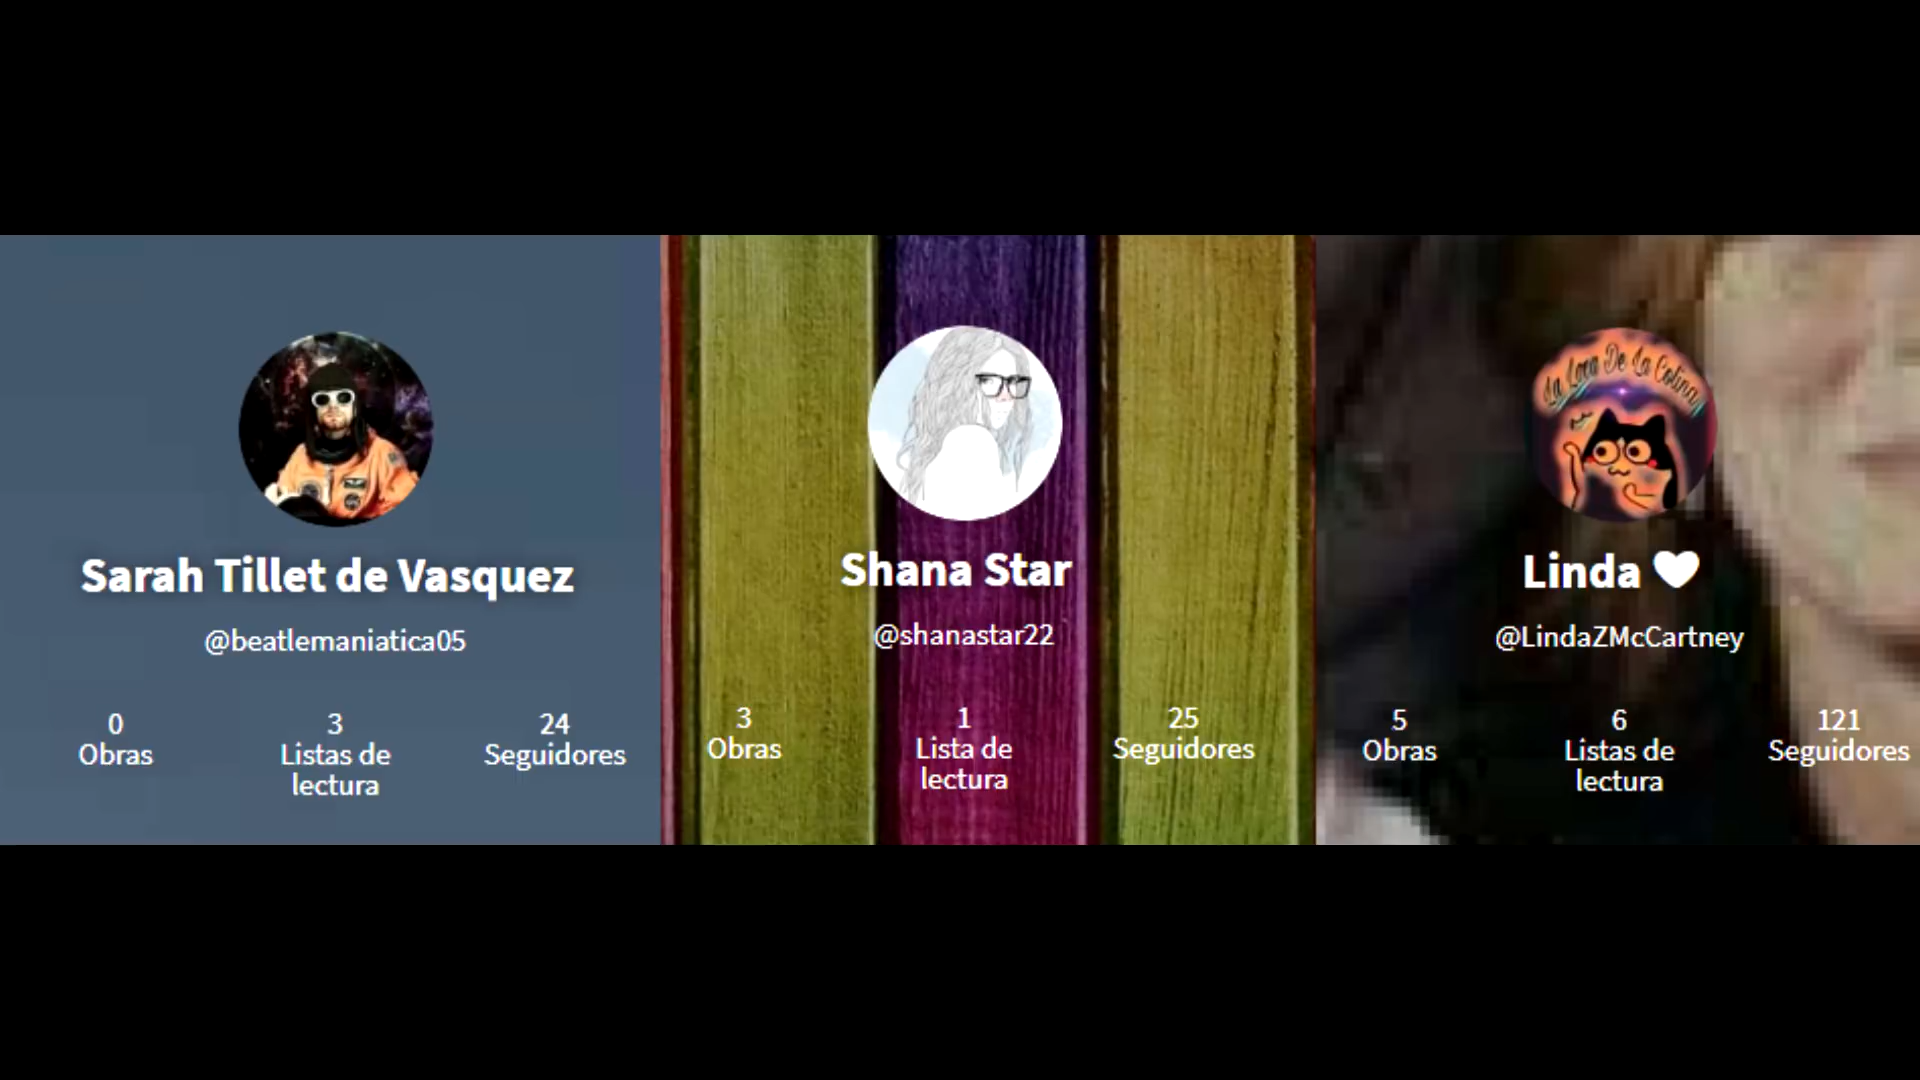 Sarah Tillet de Vasquez
@beatlemaniatica05
0
Obras
3
Listas de
lectura
24
Seguidores
Shana Star
@shanastar22
3
Obras
1
Lista de
lectura
25
Seguidores
La Loca De La Colina
Linda
@LindaZMcCartney
5
Obras
6
Listas de
lectura
121
Seguidores